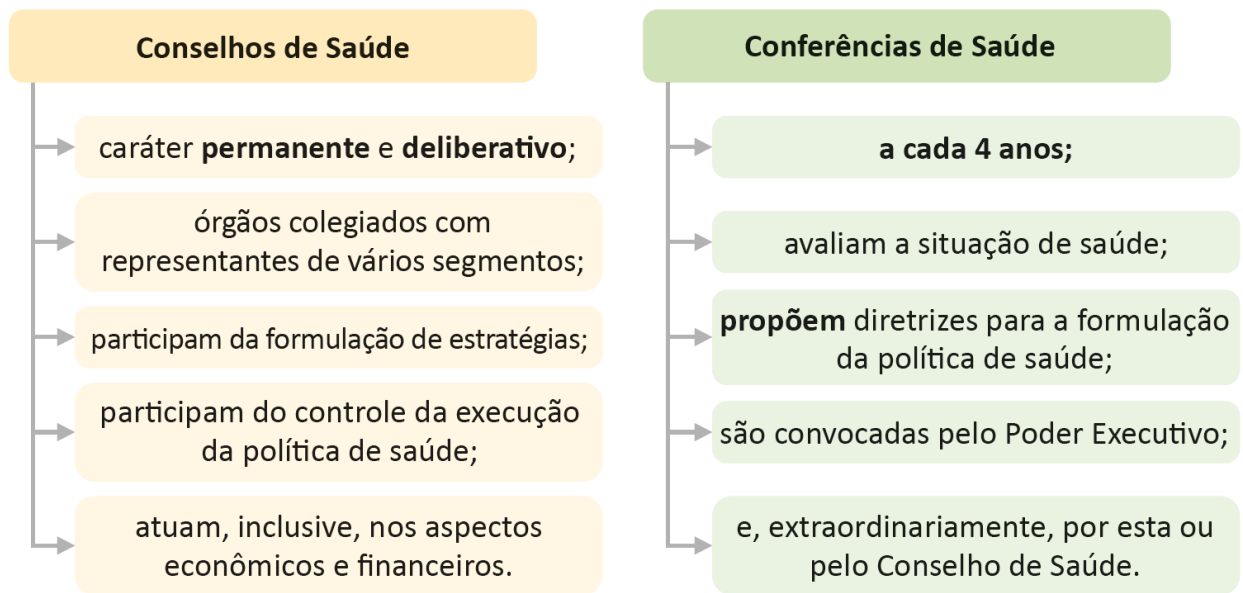 Conselhos de Saúde
caráter permanente e deliberativo;
órgãos colegiados com
representantes de vários segmentos;
participam da formulação de estratégias;
participam do controle da execução
da política de saúde;
atuam, inclusive, nos aspectos
econômicos e financeiros.
Conferências de Saúde
a cada 4 anos;
avaliam a situação de saúde;
propõem diretrizes para a formulação
da política de saúde;
são convocadas pelo Poder Executivo;
e, extraordinariamente, por esta ou
pelo Conselho de Saúde.